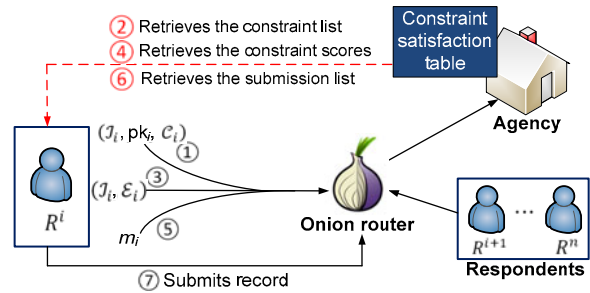 ② Retrieves the constraint list
④ Retrieves the constraint scores
⑥ Retrieves the submission list
Constraint
satisfaction
table
Agency
(ℐᵢ, pkᵢ, 𝒞ᵢ)
①
(ℐᵢ, ℰᵢ)
③
Rⁱ
mᵢ
⑤
Onion router
Rⁱ⁺¹ ... Rⁿ
Respondents
⑦ Submits record